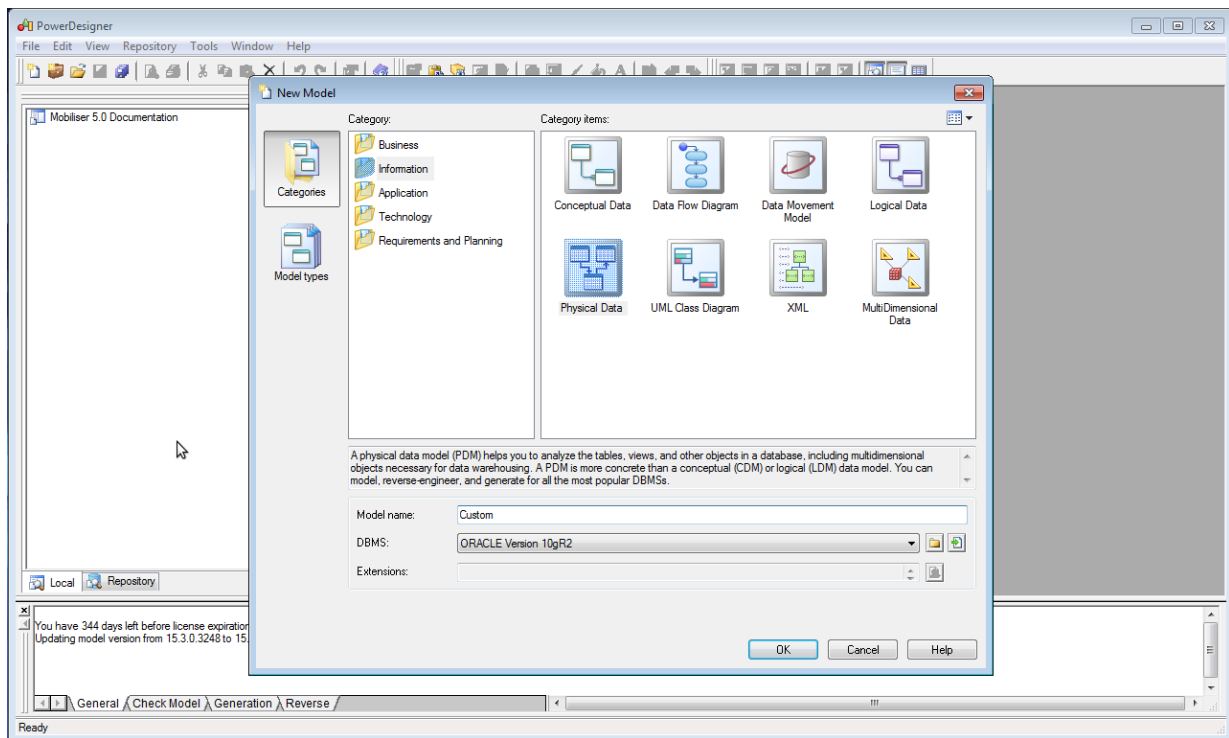 PowerDesigner
File Edit View Repository Tools Window Help
New Model
Mobiliser 5.0 Documentation
Category:
Category items:
Categories
Model types
Business
Information
Application
Technology
Requirements and Planning
Conceptual Data
Data Flow Diagram
Data Movement
Model
Logical Data
Physical Data
UML Class Diagram
XML
MultiDimensional
Data
A physical data model (PDM) helps you to analyze the tables, views, and other objects in a database, including multidimensional
objects necessary for data warehousing. A PDM is more concrete than a conceptual (CDM) or logical (LDM) data model. You can
model, reverse-engineer, and generate for all the most popular DBMSs.
Model name: Custom
DBMS: ORACLE Version 10gR2
Extensions:
Local Repository
You have 344 days left before license expiration
Updating model version from 15.3.0.3248 to 15.
OK Cancel Help
General Check Model Generation Reverse
Ready